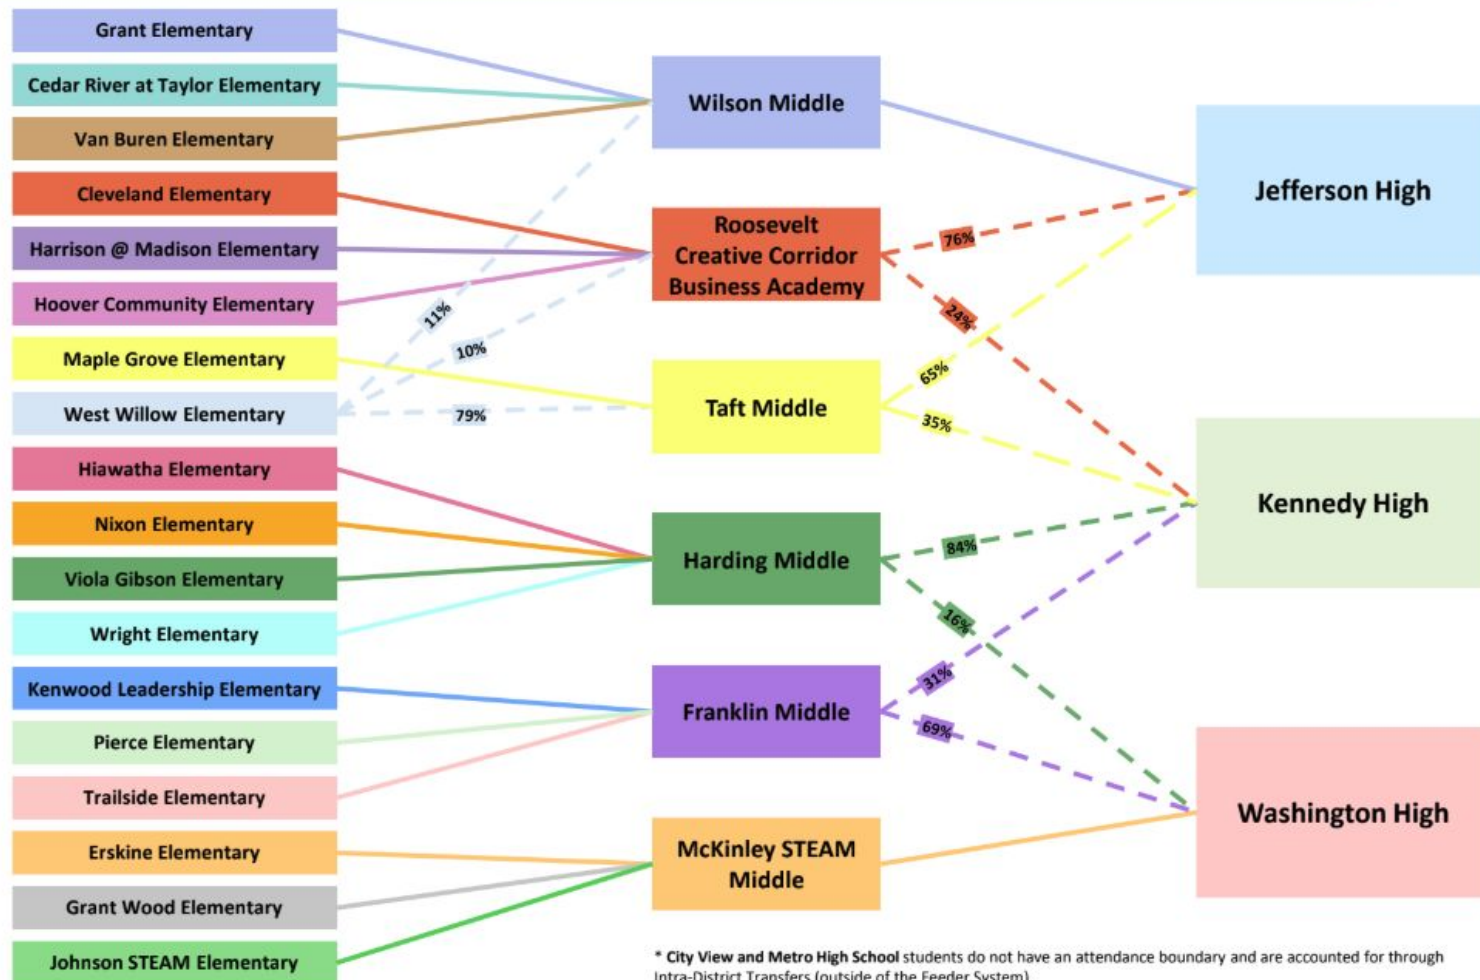 Grant Elementary
Cedar River at Taylor Elementary
Van Buren Elementary
Cleveland Elementary
Harrison @ Madison Elementary
Hoover Community Elementary
Maple Grove Elementary
West Willow Elementary
Hiawatha Elementary
Nixon Elementary
Viola Gibson Elementary
Wright Elementary
Kenwood Leadership Elementary
Pierce Elementary
Trailside Elementary
Erskine Elementary
Grant Wood Elementary
Johnson STEAM Elementary
11%
10%
79%
Wilson Middle
Roosevelt
Creative Corridor
Business Academy
Taft Middle
Harding Middle
Franklin Middle
McKinley STEAM
Middle
76%
24%
65%
35%
84%
16%
31%
69%
Jefferson High
Kennedy High
Washington High
* City View and Metro High School students do not have an attendance boundary and are accounted for through
Intra-District Transfers (outside of the Feeder System)